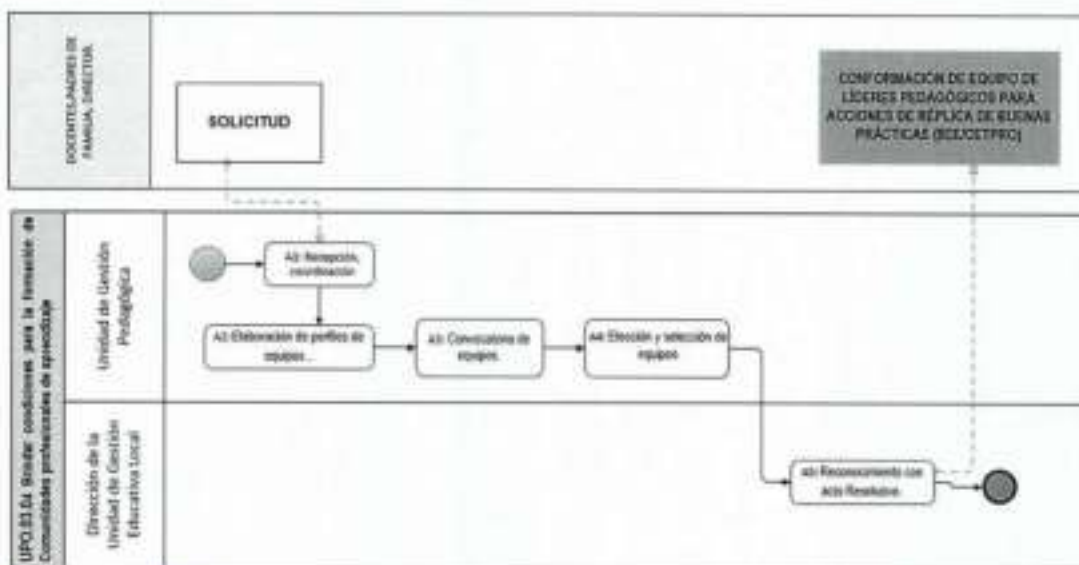 DOCENTES,PADRES DE
FAMILIA, DIRECTOR.
SOLICITUD
CONFORMACIÓN DE EQUIPO DE
LÍDERES PEDAGÓGICOS PARA
ACCIONES DE RÉPLICA DE BUENAS
PRÁCTICAS
UPO.03.04 Brindar condiciones para la formación de
Comunidades profesionales de aprendizaje
Unidad de Gestión
Pedagógica
Recepción,
coordinación
A2: Elaboración de perfiles de
equipos...
A3: Convocatoria de
equipos.
A4: Elección y selección de
equipos
Dirección de la
Unidad de Gestión
Educativa Local
Reconocimiento con
Acto Resolutivo.